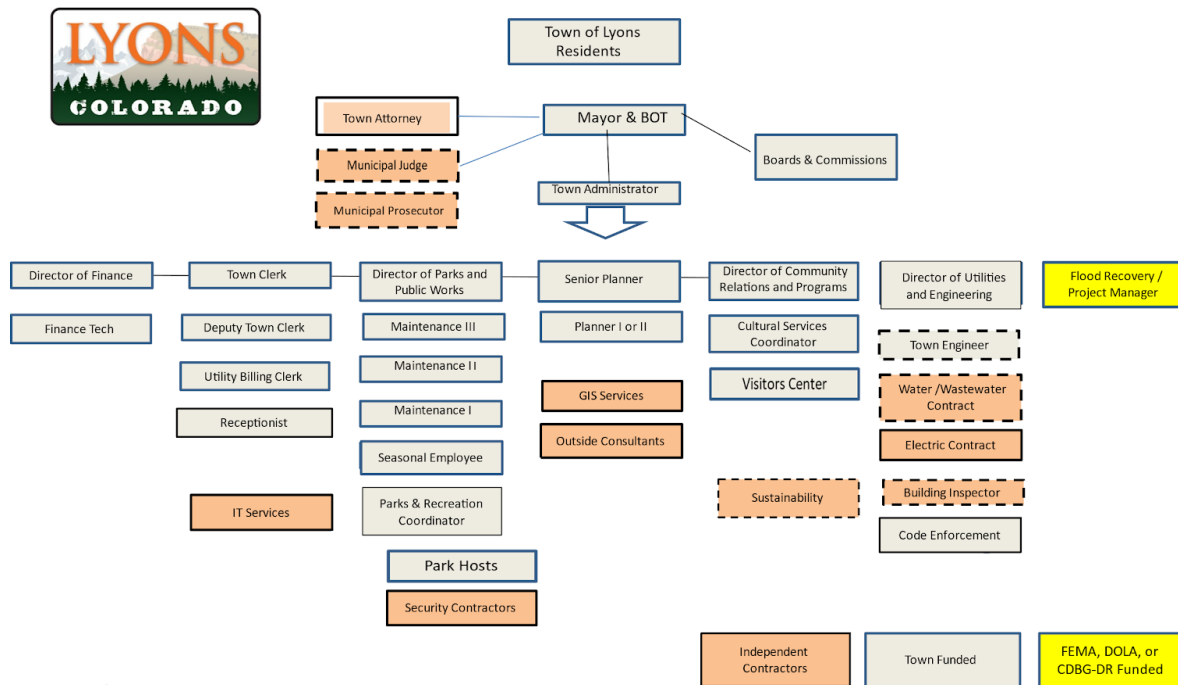 LYONS
COLORADO
Town of Lyons
Residents
Town Attorney
Mayor & BOT
Municipal Judge
Boards & Commissions
Municipal Prosecutor
Town Administrator
Director of Finance
Town Clerk
Director of Parks and
Public Works
Senior Planner
Director of Community
Relations and Programs
Director of Utilities
and Engineering
Flood Recovery /
Project Manager
Finance Tech
Deputy Town Clerk
Maintenance III
Planner I or II
Cultural Services
Coordinator
Town Engineer
Utility Billing Clerk
Maintenance II
Visitors Center
Water /Wastewater
Contract
Receptionist
Maintenance I
GIS Services
Outside Consultants
Electric Contract
Seasonal Employee
IT Services
Parks & Recreation
Coordinator
Sustainability
Building Inspector
Code Enforcement
Park Hosts
Security Contractors
Independent
Contractors
Town Funded
FEMA, DOLA, or
CDBG-DR Funded